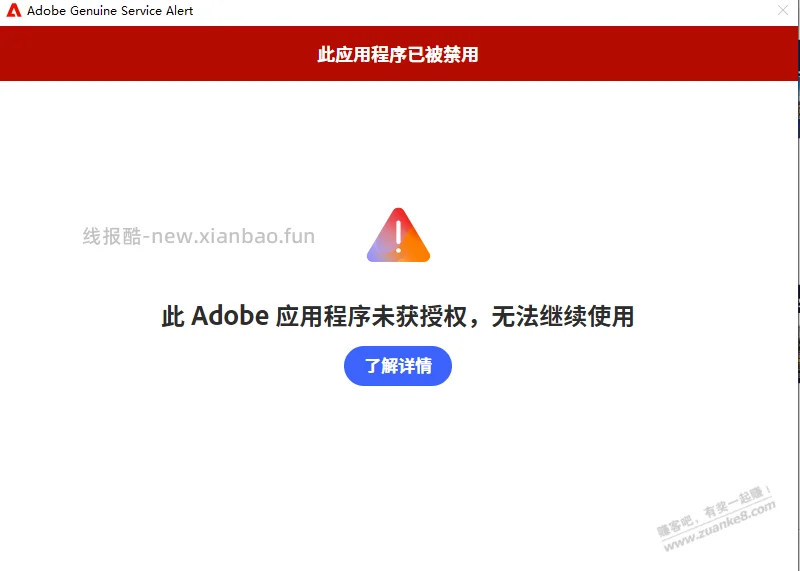 Adobe Genuine Service Alert
此应用程序已被禁用
线报酷-new.xianbao.fun
此 Adobe 应用程序未获授权，无法继续使用
了解详情
赚客吧，有奖一起赚！
www.zuanke8.com